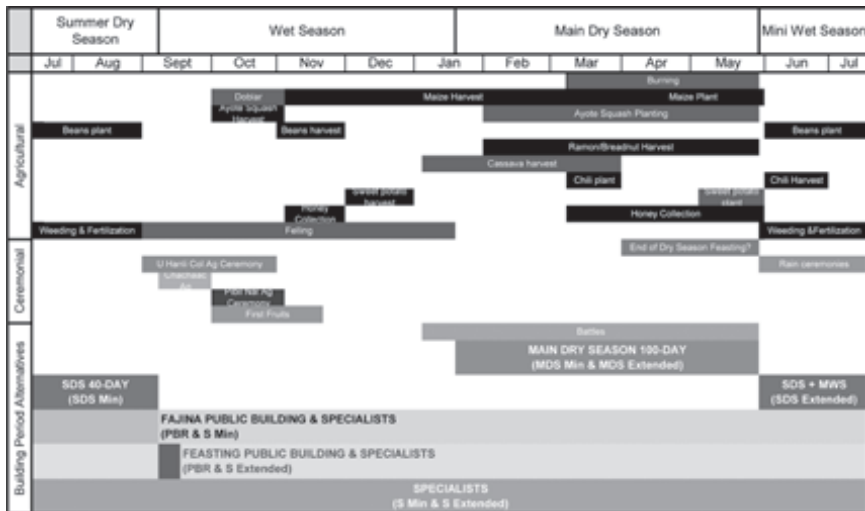 Summer Dry
Season
Wet Season
Main Dry Season
Mini Wet Season
Jul
Aug
Sept
Oct
Nov
Dec
Jan
Feb
Mar
Apr
May
Jun
Jul
Agricultural
Burning
Doblar
Maize Harvest
Maize Plant
Ayote Squash
Harvest
Ayote Squash Planting
Beans plant
Beans harvest
Beans plant
Ramon/Breadnut Harvest
Cassava harvest
Chili plant
Chili Harvest
Sweet potato
harvest
Sweet potato
plant
Honey
Collection
Honey Collection
Weeding & Fertilization
Felling
Weeding &Fertilization
Ceremonial
End of Dry Season Feasting?
U Hanli Col Ag Ceremony
Rain ceremonies
Chachaac
Ag
Pibil Nal Ag
Ceremony
First Fruits
Building Period Alternatives
Battles
MAIN DRY SEASON 100-DAY
(MDS Min & MDS Extended)
SDS 40-DAY
(SDS Min)
SDS + MWS
(SDS Extended)
FAJINA PUBLIC BUILDING & SPECIALISTS
(PBR & S Min)
FEASTING PUBLIC BUILDING & SPECIALISTS
(PBR & S Extended)
SPECIALISTS
(S Min & S Extended)